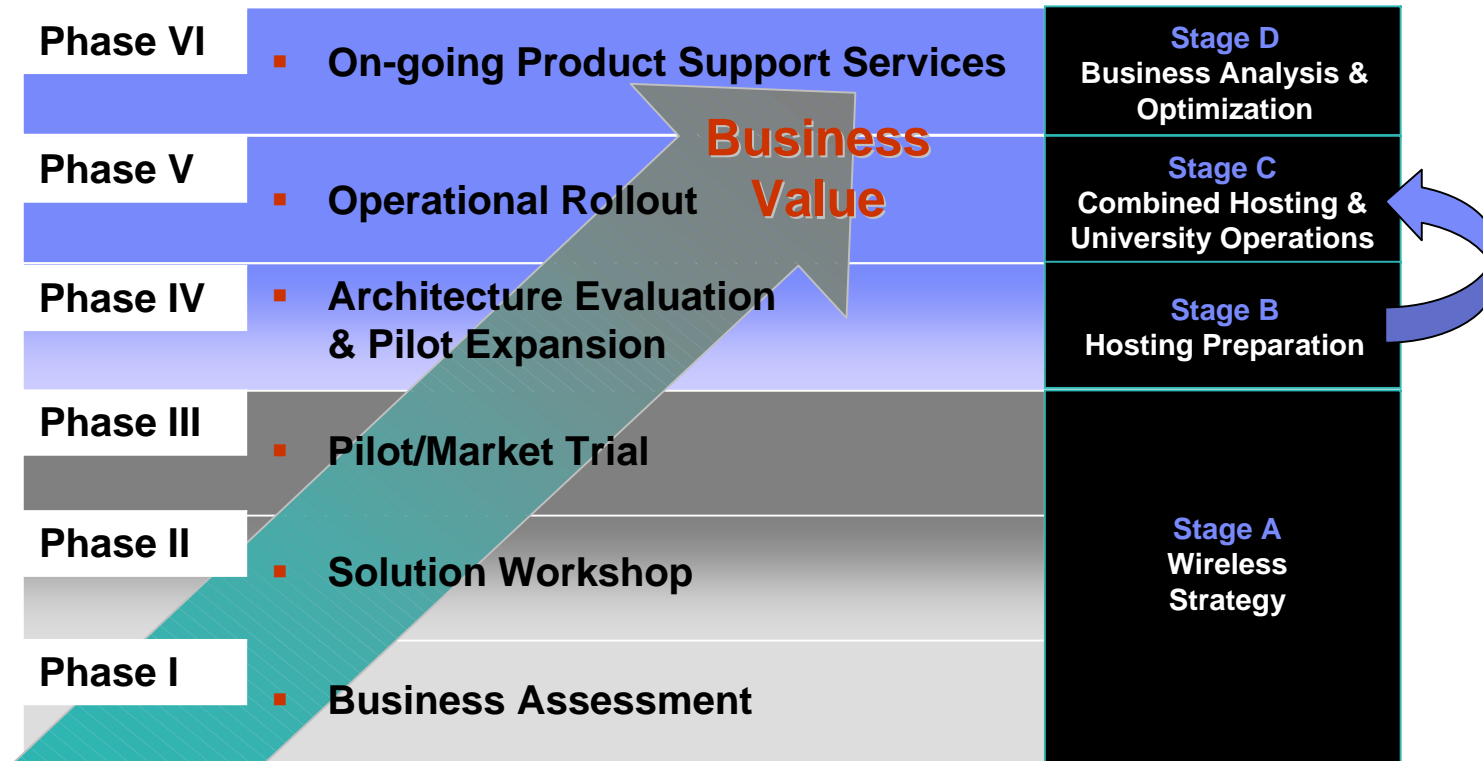 Phase VI
▪ On-going Product Support Services
Stage D
Business Analysis &
Optimization
Business
Value
Phase V
▪ Operational Rollout
Stage C
Combined Hosting &
University Operations
Phase IV
▪ Architecture Evaluation
& Pilot Expansion
Stage B
Hosting Preparation
Phase III
▪ Pilot/Market Trial
Phase II
▪ Solution Workshop
Stage A
Wireless
Strategy
Phase I
▪ Business Assessment